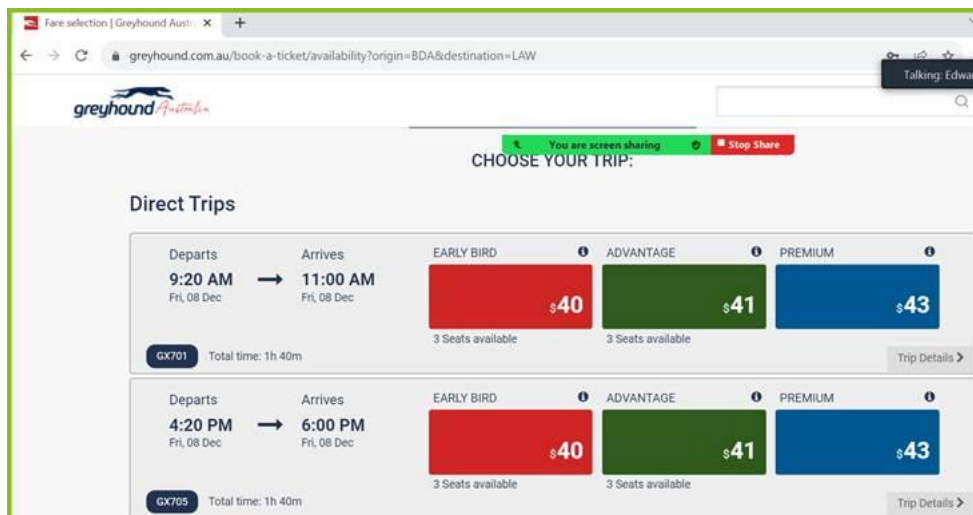 Fare selection | Greyhound Austr
greyhound.com.au/book-a-ticket/availability?origin=BDA&destination=LAW
Talking: Edwa
greyhound Australia
You are screen sharing Stop Share
CHOOSE YOUR TRIP:
Direct Trips
Departs Arrives EARLY BIRD ADVANTAGE PREMIUM
9:20 AM → 11:00 AM
Fri, 08 Dec Fri, 08 Dec
$40 $41 $43
3 Seats available 3 Seats available
GX701 Total time: 1h 40m Trip Details >
Departs Arrives EARLY BIRD ADVANTAGE PREMIUM
4:20 PM → 6:00 PM
Fri, 08 Dec Fri, 08 Dec
$40 $41 $43
3 Seats available 3 Seats available
GX705 Total time: 1h 40m Trip Details >